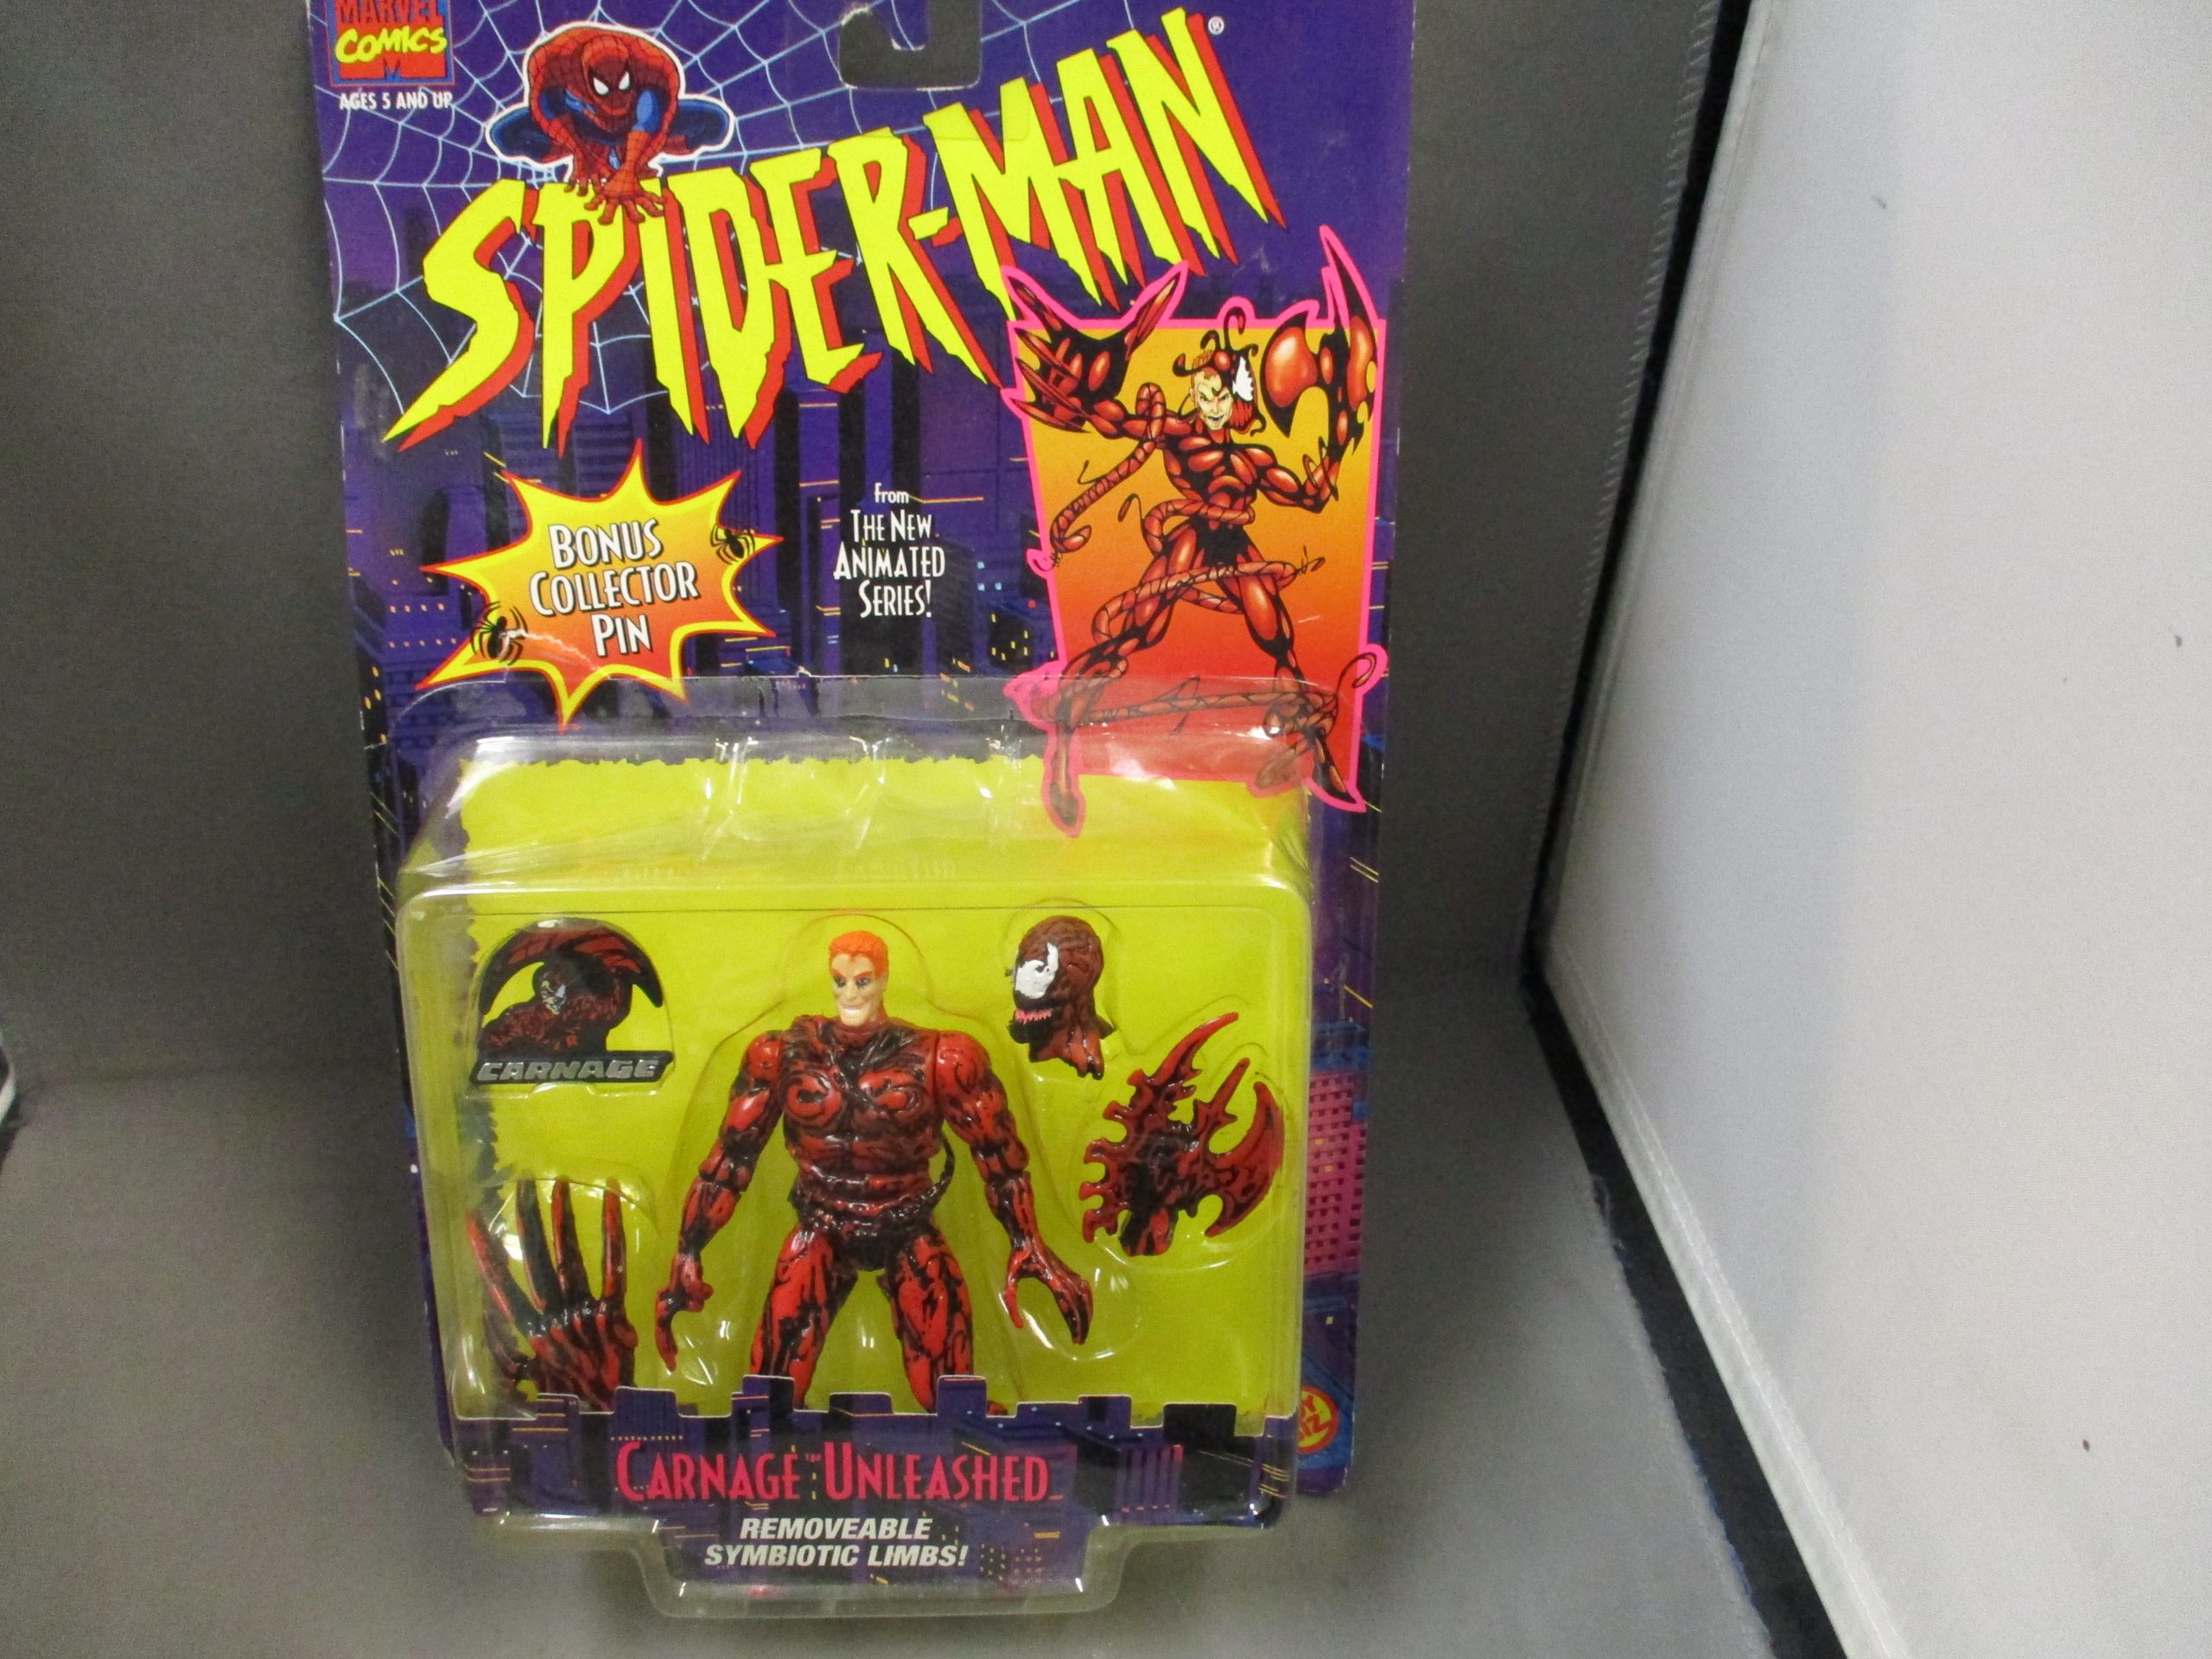 MARVEL
COMICS
M
AGES 5 AND UP
SPIDER-MAN®
BONUS
COLLECTOR
PIN
from
THE NEW
ANIMATED
SERIES!
CARNAGE
CARNAGE™ UNLEASHED
REMOVEABLE
SYMBIOTIC LIMBS!